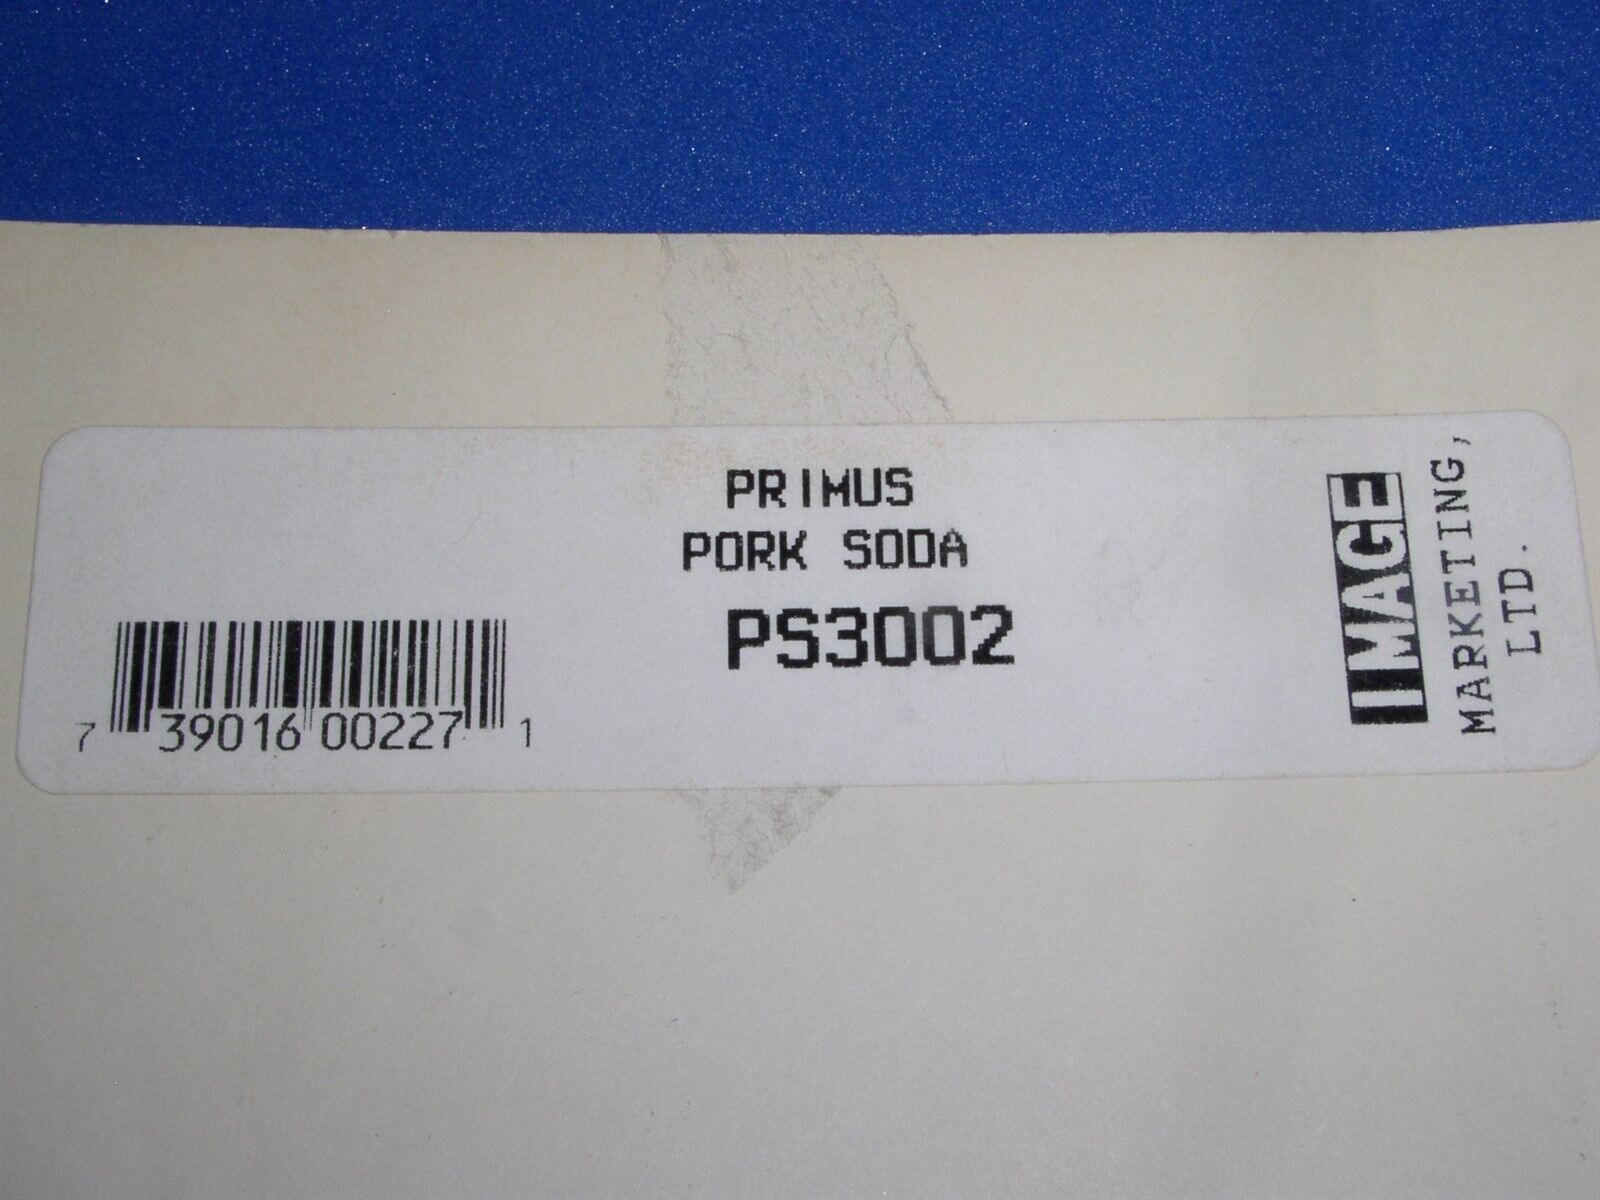 PRIMUS
PORK SODA
PS3002
7 39016 00227 1
IMAGE
MARKETING,
LTD.